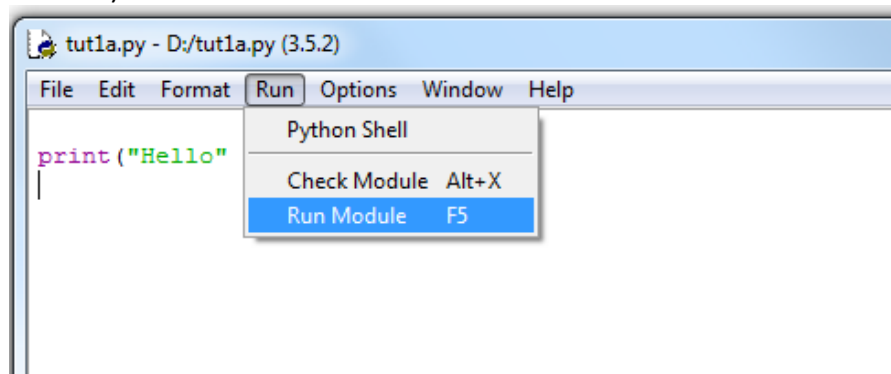 tut1a.py - D:/tut1a.py (3.5.2)
File Edit Format Run Options Window Help
Python Shell
print("Hello"
Check Module Alt+X
Run Module F5